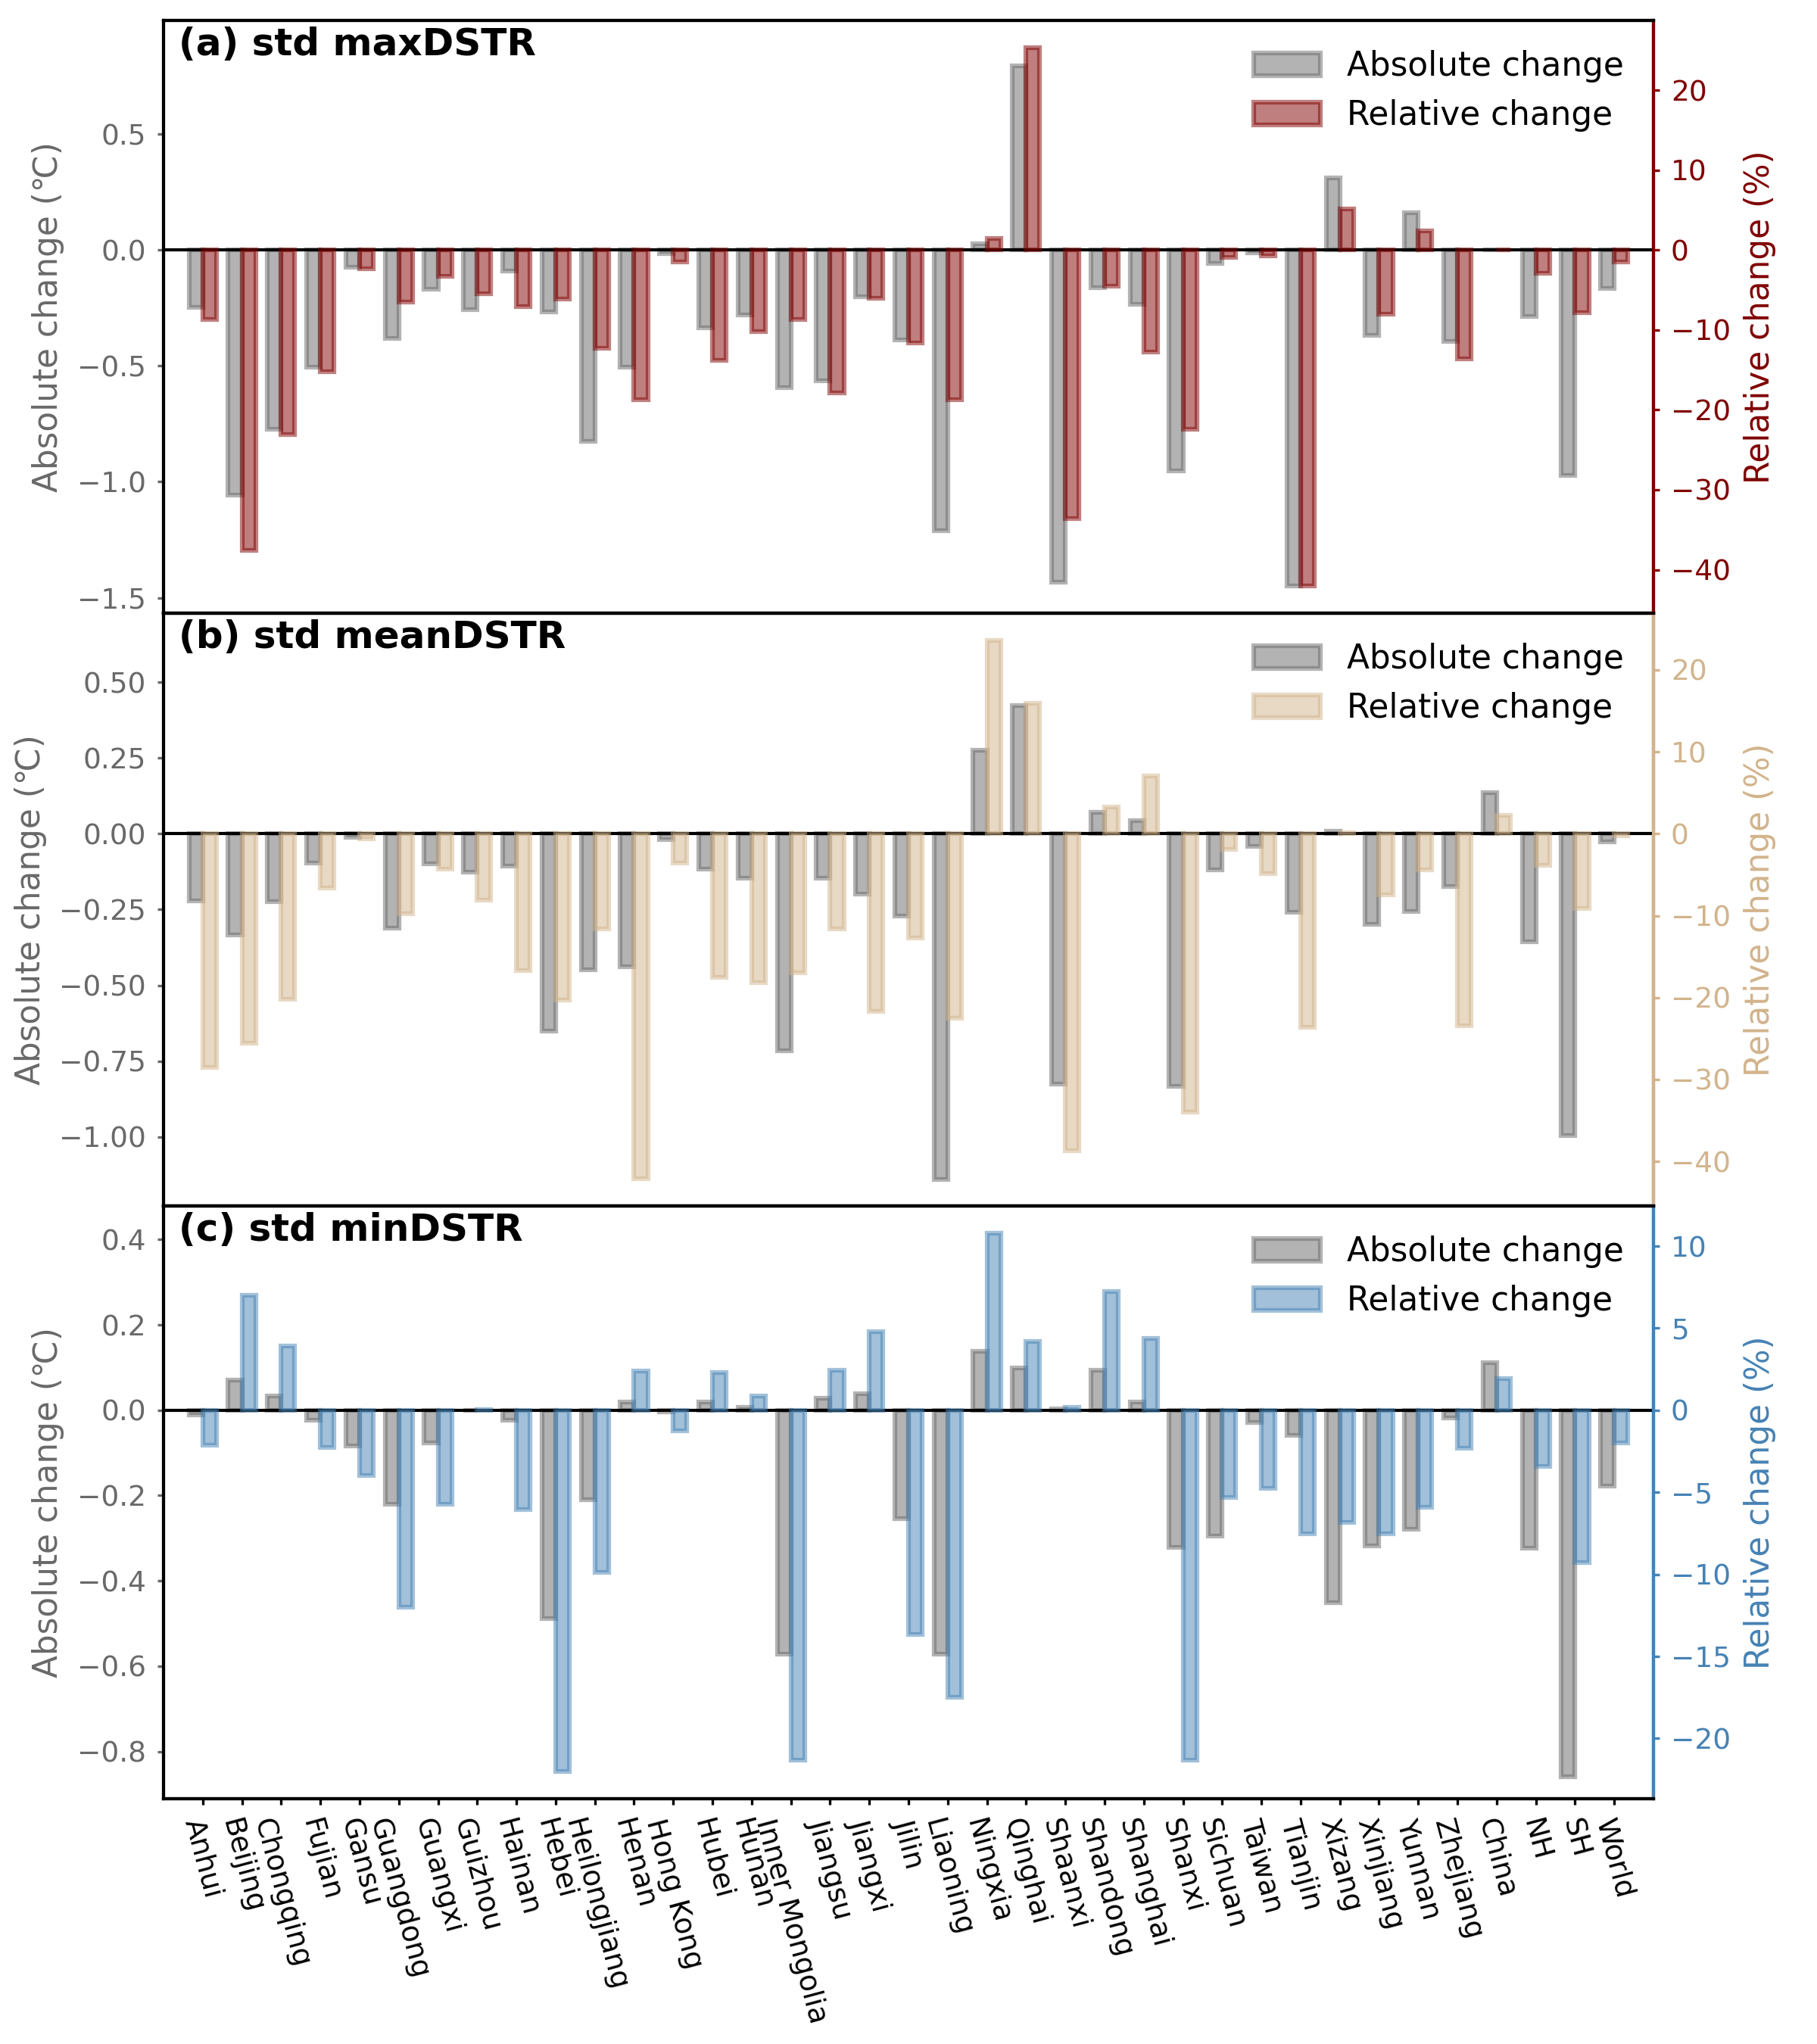 (a) std maxDSTR
Absolute change
Relative change
Absolute change (°C)
0.5
0.0
−0.5
−1.0
−1.5
20
10
0
−10
−20
−30
−40
Relative change (%)
(b) std meanDSTR
Absolute change
Relative change
Absolute change (°C)
0.50
0.25
0.00
−0.25
−0.50
−0.75
−1.00
20
10
0
−10
−20
−30
−40
Relative change (%)
(c) std minDSTR
Absolute change
Relative change
Absolute change (°C)
0.4
0.2
0.0
−0.2
−0.4
−0.6
−0.8
10
5
0
−5
−10
−15
−20
Relative change (%)
Anhui
Beijing
Chongqing
Fujian
Gansu
Guangdong
Guangxi
Guizhou
Hainan
Hebei
Heilongjiang
Henan
Hong Kong
Hubei
Hunan
Inner Mongolia
Jiangsu
Jiangxi
Jilin
Liaoning
Ningxia
Qinghai
Shaanxi
Shandong
Shanghai
Shanxi
Sichuan
Taiwan
Tianjin
Xizang
Xinjiang
Yunnan
Zhejiang
China
NH
SH
World